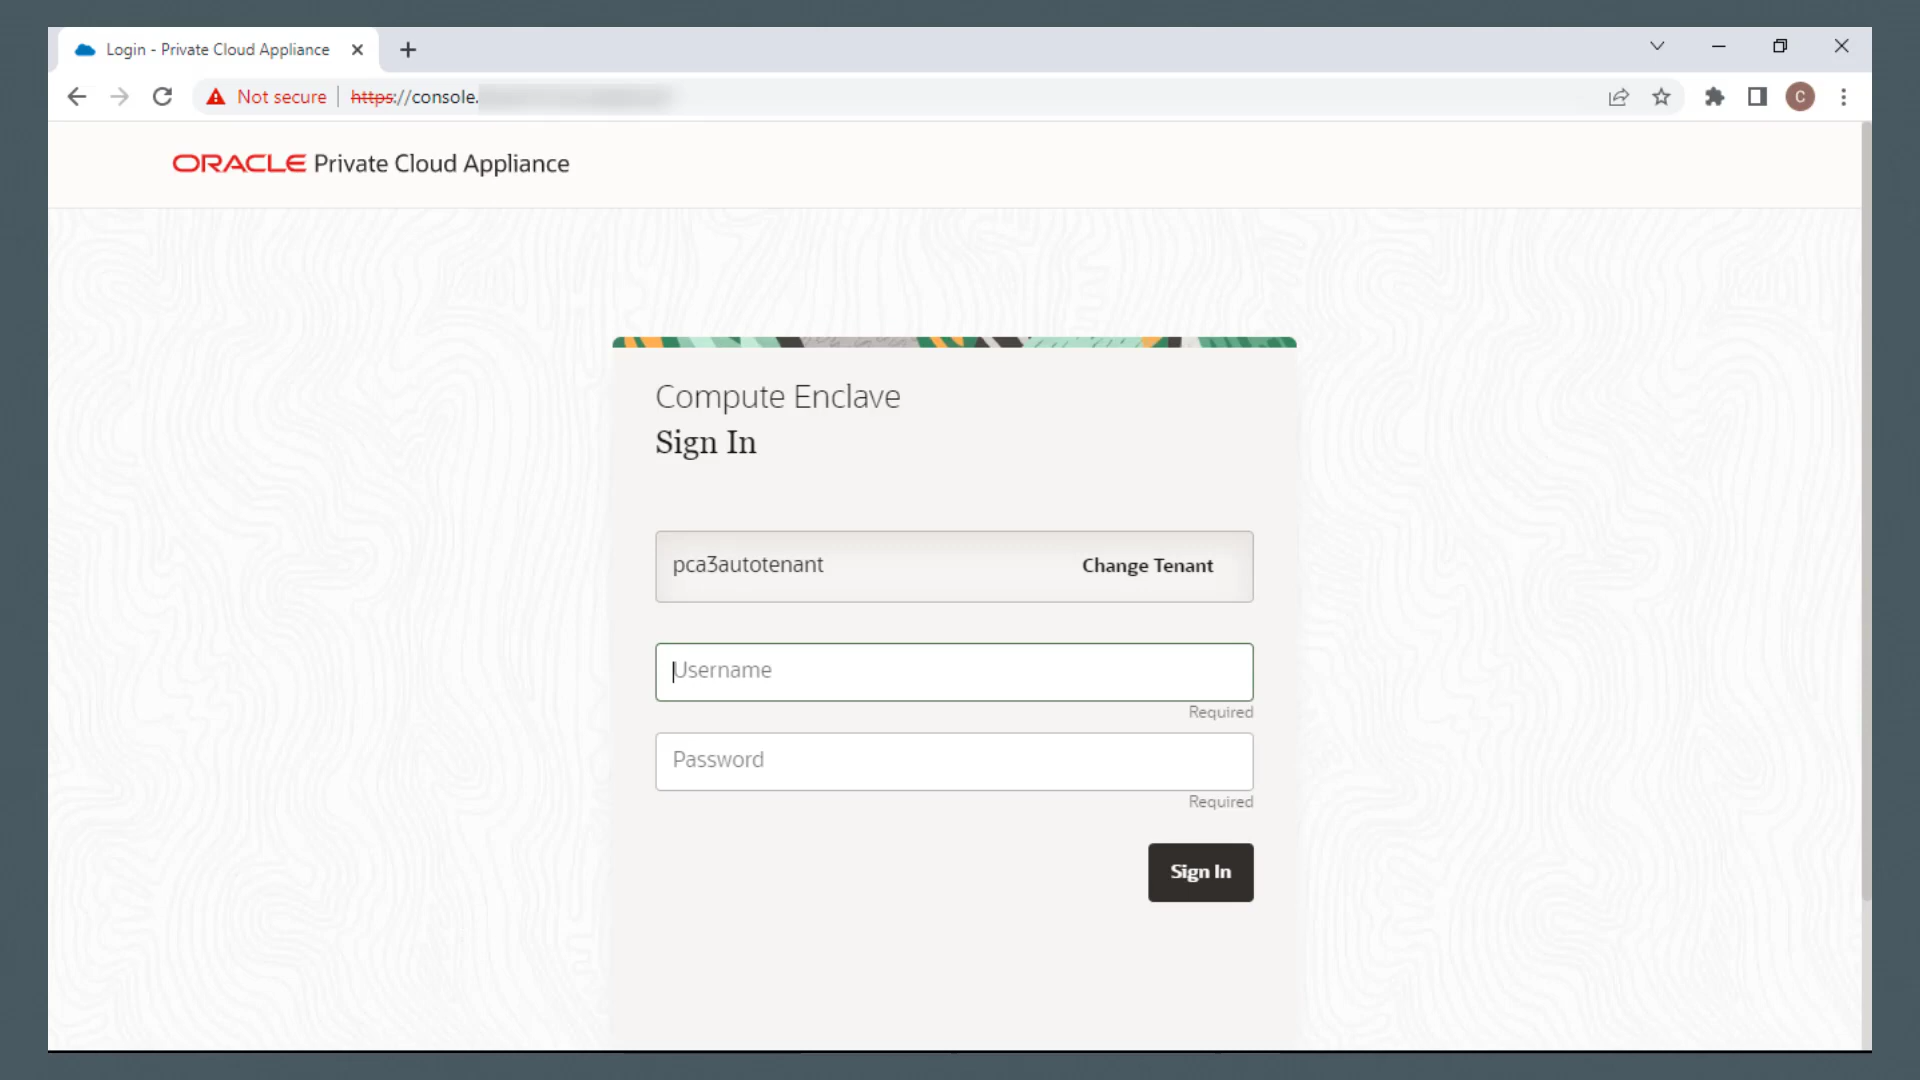 Login - Private Cloud Appliance
Not secure https://console.
C
ORACLE Private Cloud Appliance
Compute Enclave
Sign In
pca3autotenant Change Tenant
Username
Required
Password
Required
Sign In